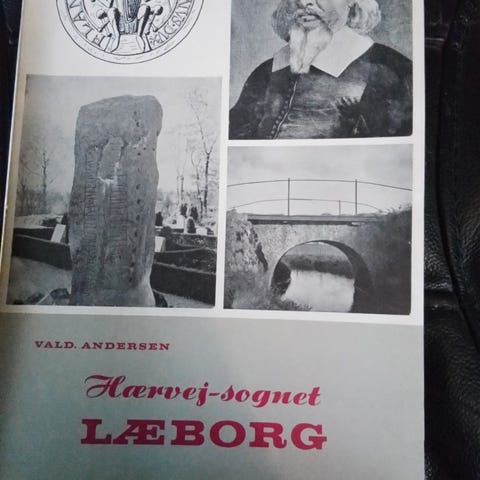 VALD. ANDERSEN
Hærvej-sognet
LÆBORG